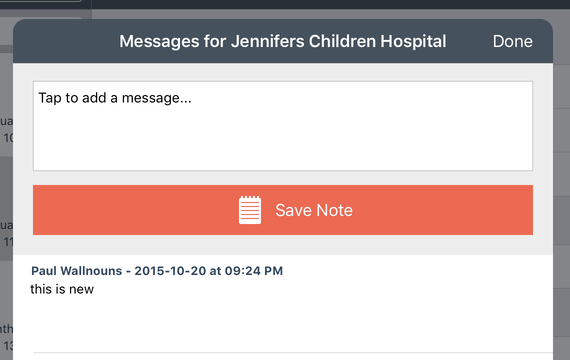 Messages for Jennifers Children Hospital
Done
Tap to add a message...
Save Note
Paul Wallnouns - 2015-10-20 at 09:24 PM
this is new